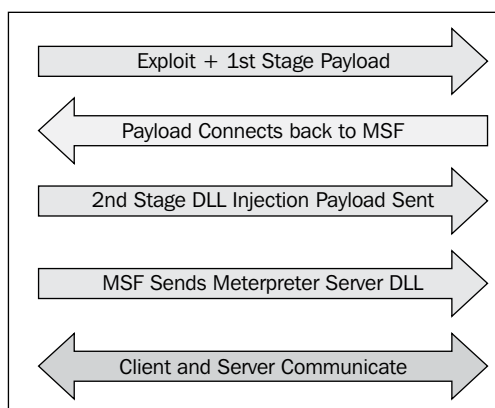 Exploit + 1st Stage Payload
Payload Connects back to MSF
2nd Stage DLL Injection Payload Sent
MSF Sends Meterpreter Server DLL
Client and Server Communicate